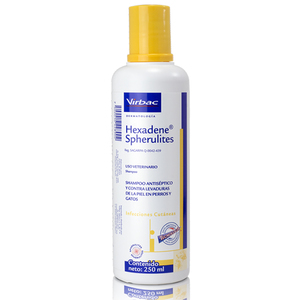 Virbac
DERMATOLOGÍA
Hexadene®
Spherulites
USO VETERINARIO
Shampoo
SHAMPOO ANTISÉPTICO
Y CONTRA LEVADURAS
DE LA PIEL EN PERROS Y
GATOS
i
Contenido
neto: 250 ml